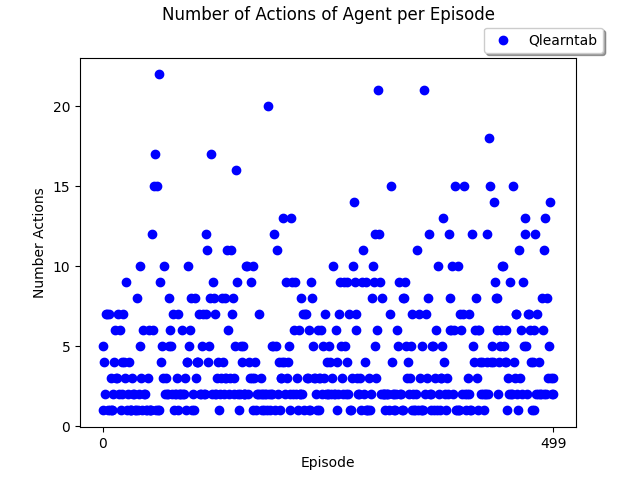 Number of Actions of Agent per Episode
Qlearntab
20
15
10
5
0
Number Actions
0
499
Episode